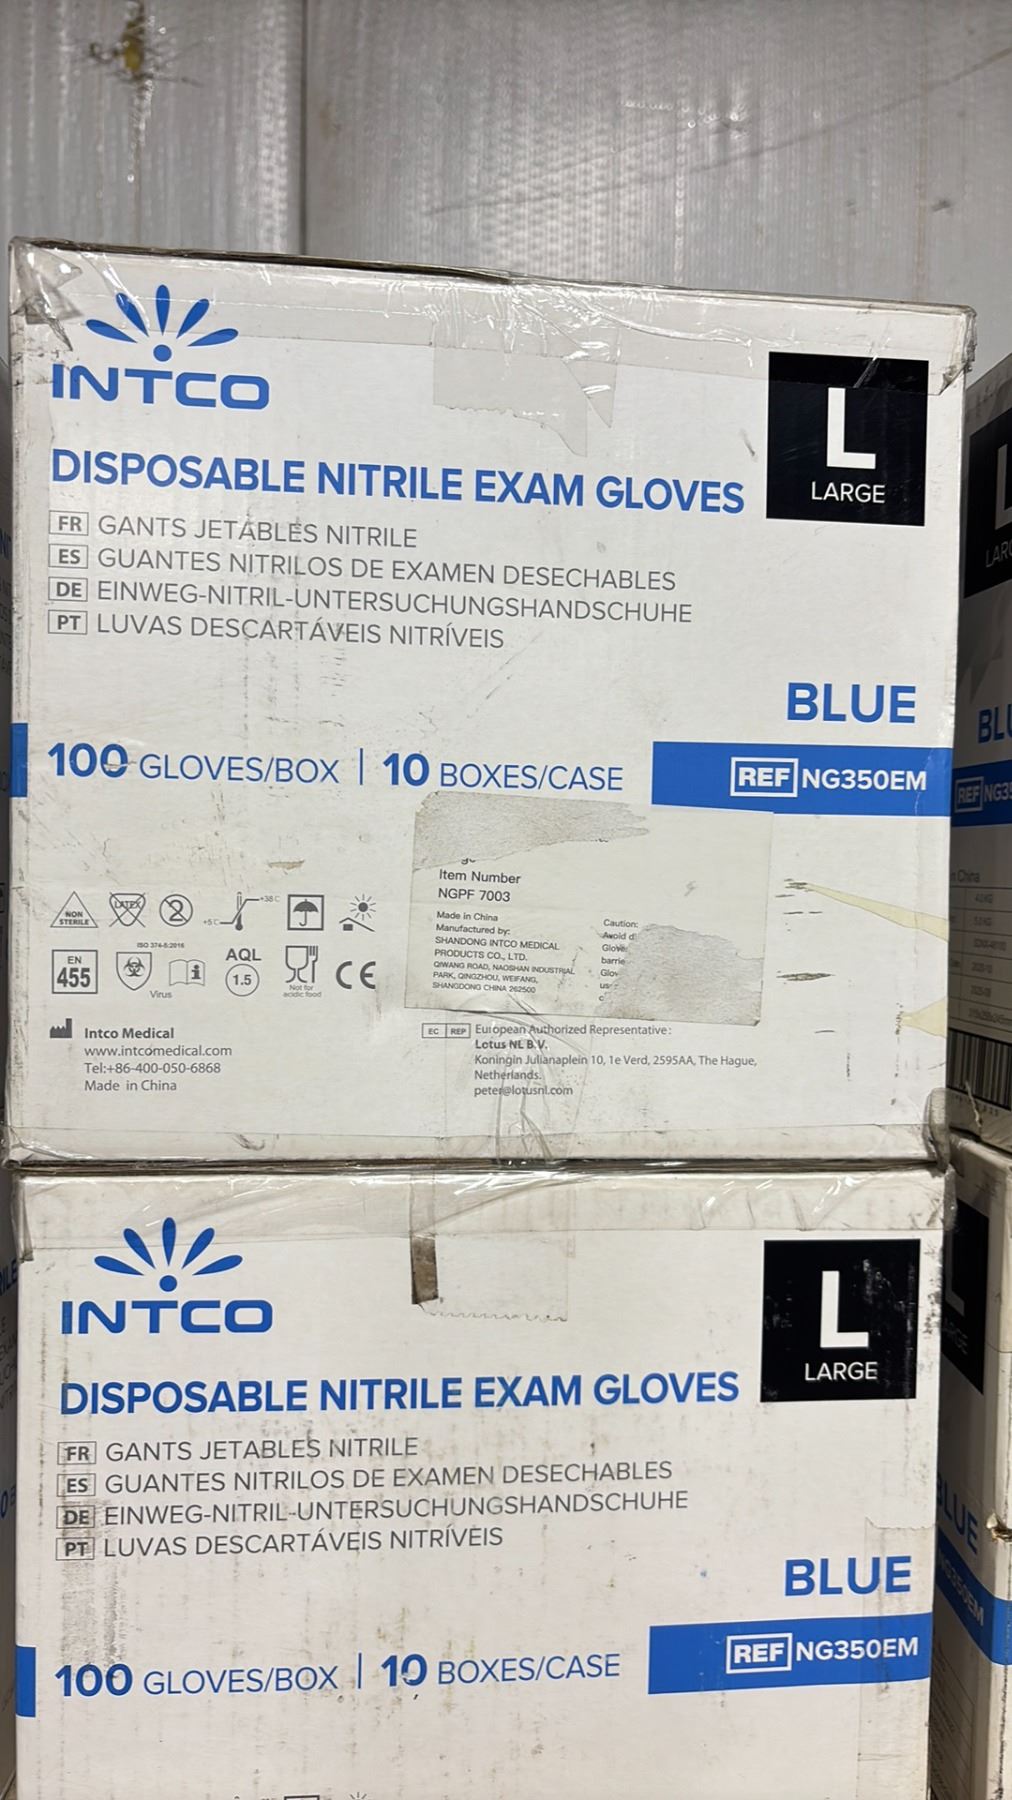 INTCO
L
LARGE
DISPOSABLE NITRILE EXAM GLOVES
FR GANTS JETABLES NITRILE
ES GUANTES NITRILOS DE EXAMEN DESECHABLES
DE EINWEG-NITRIL-UNTERSUCHUNGSHANDSCHUHE
PT LUVAS DESCARTÁVEIS NITRÍVEIS
BLUE
100 GLOVES/BOX | 10 BOXES/CASE
REF NG350EM
Item Number
NGPF 7003
Made in China
Manufactured by:
SHANDONG INTCO MEDICAL
PRODUCTS CO., LTD.
QIWANG ROAD, NAOSHAN INDUSTRIAL
PARK, QINGZHOU, WEIFANG,
SHANGDONG CHINA 262500
Caution:
Avoid
NON
STERILE
LATEX
2
+5 C
+38 C
EN
455
ISO 374-5:2016
Virus
AQL
1.5
Not for
acidic food
CE
Intco Medical
www.intcomedical.com
Tel:+86-400-050-6868
Made in China
EC REP European Authorized Representative:
Lotus NL B.V.
Koningin Julianaplein 10, 1e Verd, 2595AA, The Hague,
Netherlands.
peter@lotusnl.com
INTCO
L
LARGE
DISPOSABLE NITRILE EXAM GLOVES
FR GANTS JETABLES NITRILE
ES GUANTES NITRILOS DE EXAMEN DESECHABLES
DE EINWEG-NITRIL-UNTERSUCHUNGSHANDSCHUHE
PT LUVAS DESCARTÁVEIS NITRÍVEIS
BLUE
100 GLOVES/BOX | 10 BOXES/CASE
REF NG350EM